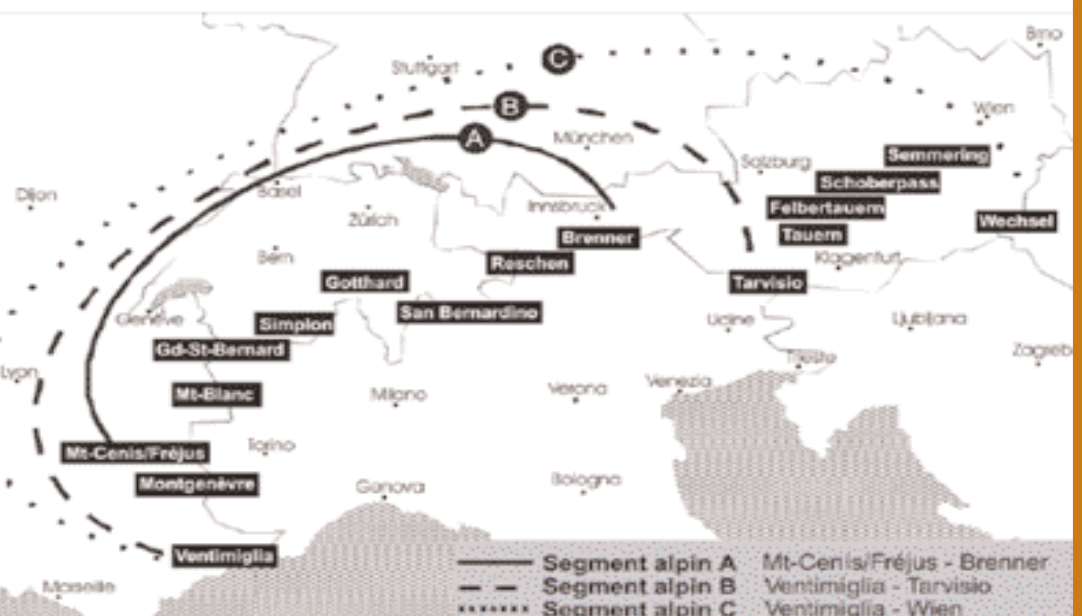 Brno
C
Stuttgart
B
Wien
A
München
Semmering
Salzburg
Schoberpass
Dijon
Basel
Innsbruck
Felbertauern
Zürich
Wechsel
Brenner
Tauern
Bern
Reschen
Klagenfurt
Gotthard
Tarvisio
Genève
Simplon
San Bernardino
Udine
Ljubljana
Gd-St-Bernard
Trieste
Zagreb
Lyon
Mt-Blanc
Milano
Verona
Venezia
Mt-Cenis/Fréjus
Torino
Montgenèvre
Genova
Bologna
Ventimiglia
Marseille
Segment alpin A Mt-Cenis/Fréjus - Brenner
Segment alpin B Ventimiglia - Tarvisio
Segment alpin C Ventimiglia - Wien